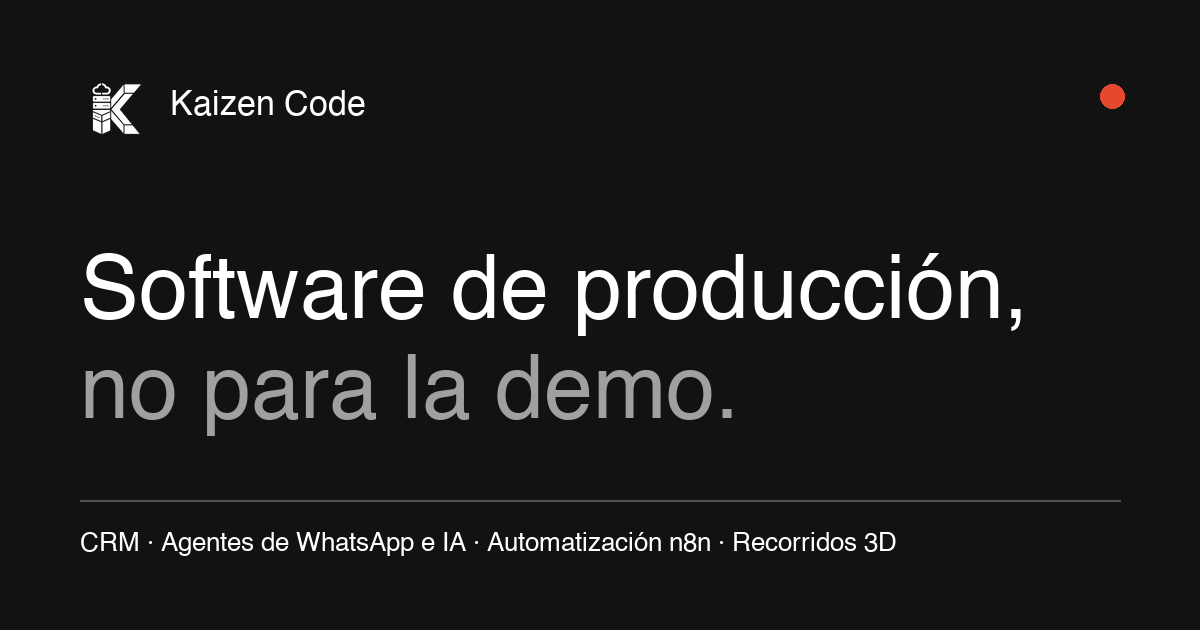 Kaizen Code
Software de producción,
no para la demo.
CRM · Agentes de WhatsApp e IA · Automatización n8n · Recorridos 3D